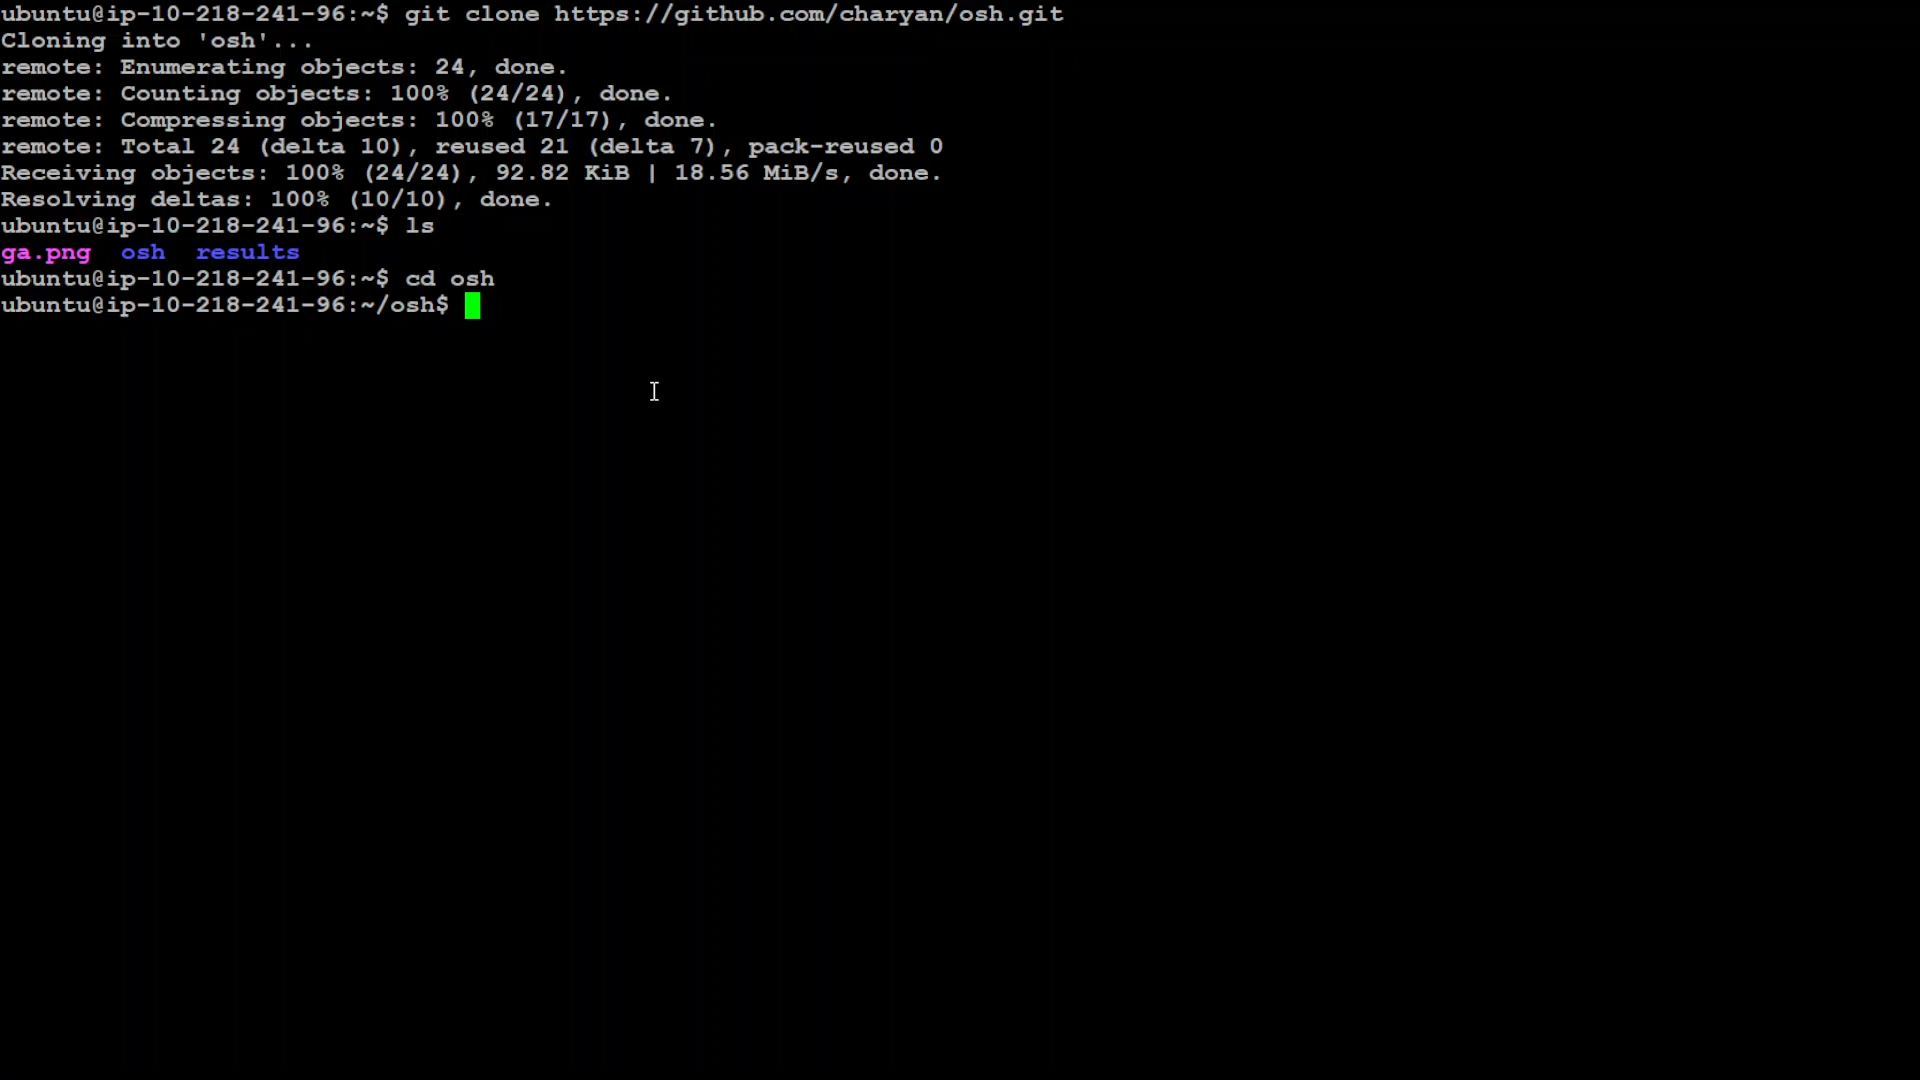 ubuntu@ip-10-218-241-96:~$ git clone https://github.com/charyan/osh.git
Cloning into 'osh'...
remote: Enumerating objects: 24, done.
remote: Counting objects: 100% (24/24), done.
remote: Compressing objects: 100% (17/17), done.
remote: Total 24 (delta 10), reused 21 (delta 7), pack-reused 0
Receiving objects: 100% (24/24), 92.82 KiB | 18.56 MiB/s, done.
Resolving deltas: 100% (10/10), done.
ubuntu@ip-10-218-241-96:~$ ls
ga.png  osh  results
ubuntu@ip-10-218-241-96:~$ cd osh
ubuntu@ip-10-218-241-96:~/osh$